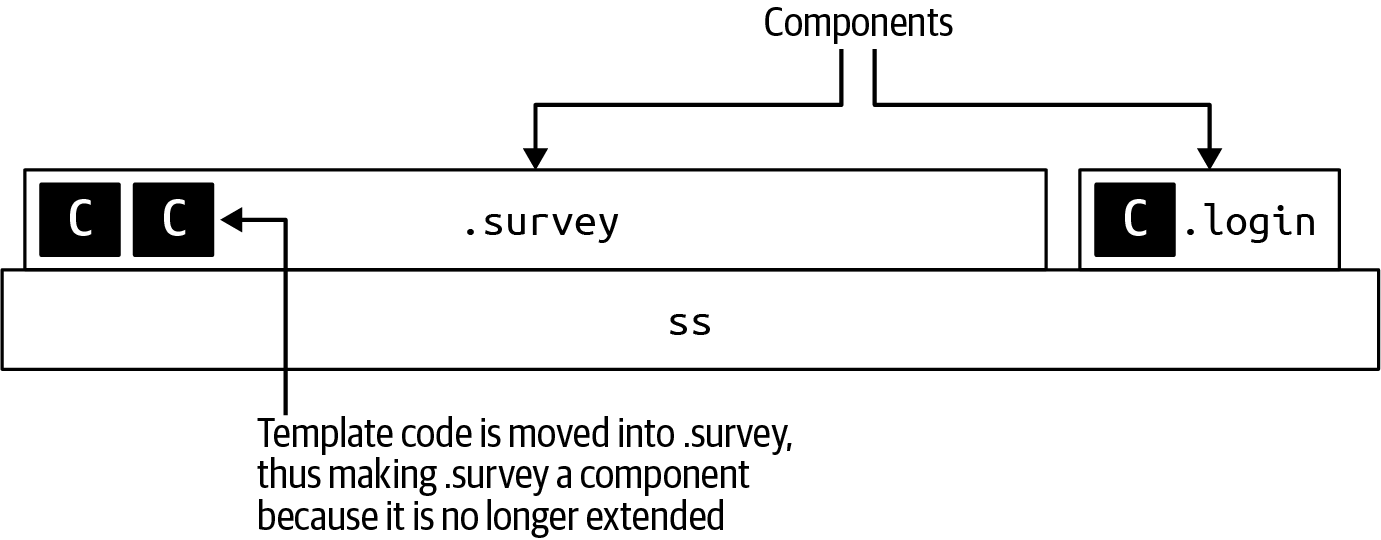 Components
C C .survey
C .login
ss
Template code is moved into .survey,
thus making .survey a component
because it is no longer extended